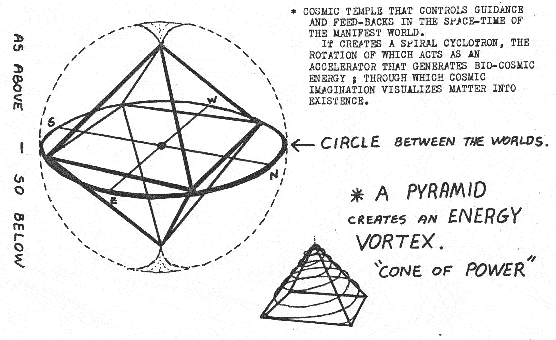 * COSMIC TEMPLE THAT CONTROLS GUIDANCE
AND FEED-BACKS IN THE SPACE-TIME OF
THE MANIFEST WORLD.
IT CREATES A SPIRAL CYCLOTRON, THE
ROTATION OF WHICH ACTS AS AN
ACCELERATOR THAT GENERATES BIO-COSMIC
ENERGY ; THROUGH WHICH COSMIC
IMAGINATION VISUALIZES MATTER INTO
EXISTENCE.
AS ABOVE — SO BELOW
S
W
E
N
← CIRCLE BETWEEN THE WORLDS.
* A PYRAMID
CREATES AN ENERGY
VORTEX.
"CONE OF POWER"